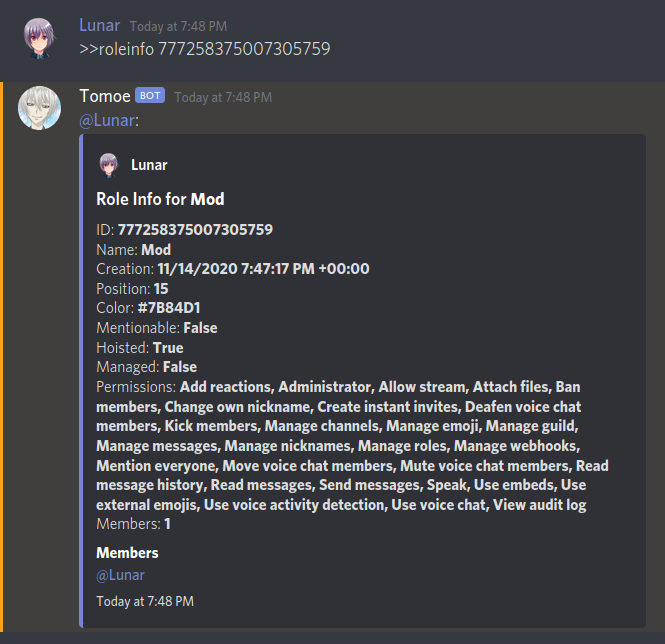 Lunar Today at 7:48 PM
>>roleinfo 777258375007305759
Tomoe BOT Today at 7:48 PM
@Lunar:
Lunar
Role Info for Mod
ID: 777258375007305759
Name: Mod
Creation: 11/14/2020 7:47:17 PM +00:00
Position: 15
Color: #7B84D1
Mentionable: False
Hoisted: True
Managed: False
Permissions: Add reactions, Administrator, Allow stream, Attach files, Ban
members, Change own nickname, Create instant invites, Deafen voice chat
members, Kick members, Manage channels, Manage emoji, Manage guild,
Manage messages, Manage nicknames, Manage roles, Manage webhooks,
Mention everyone, Move voice chat members, Mute voice chat members, Read
message history, Read messages, Send messages, Speak, Use embeds, Use
external emojis, Use voice activity detection, Use voice chat, View audit log
Members: 1
Members
@Lunar
Today at 7:48 PM